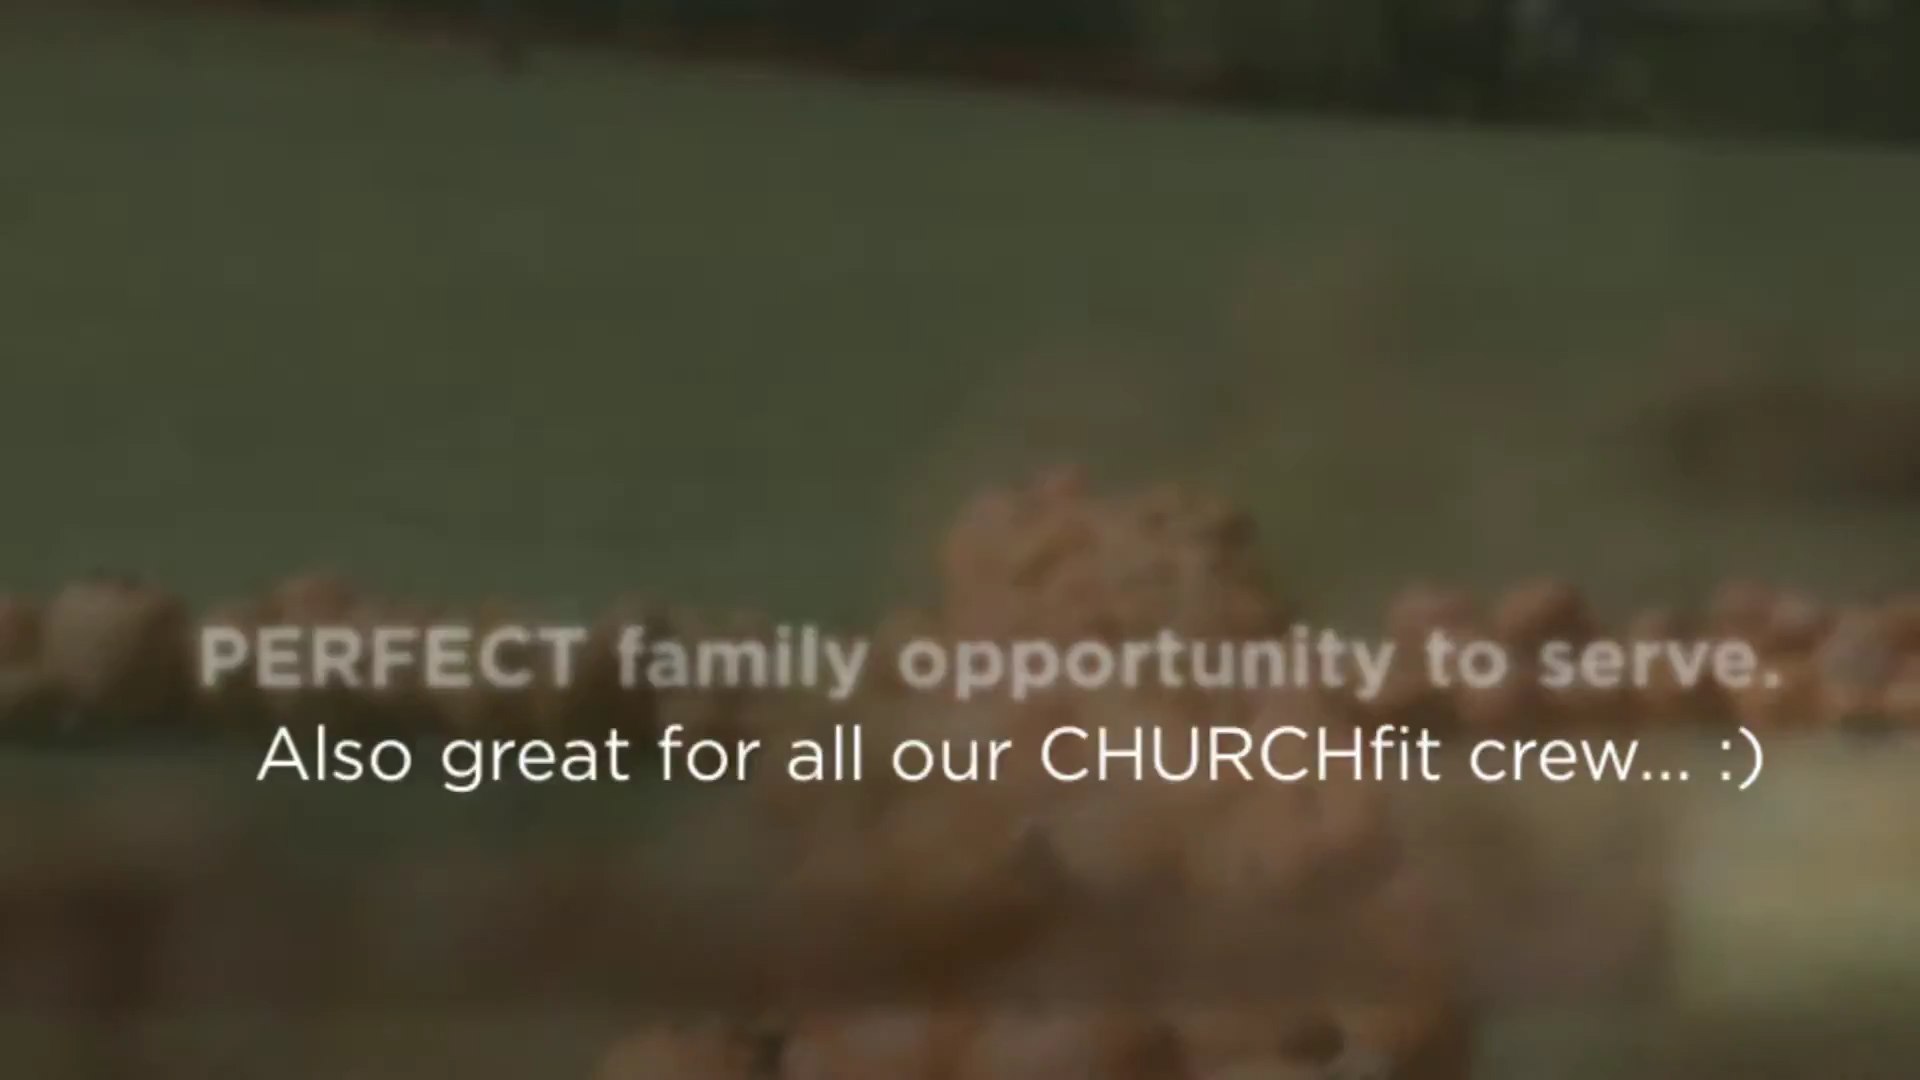 PERFECT family opportunity to serve.
Also great for all our CHURCHfit crew... :)